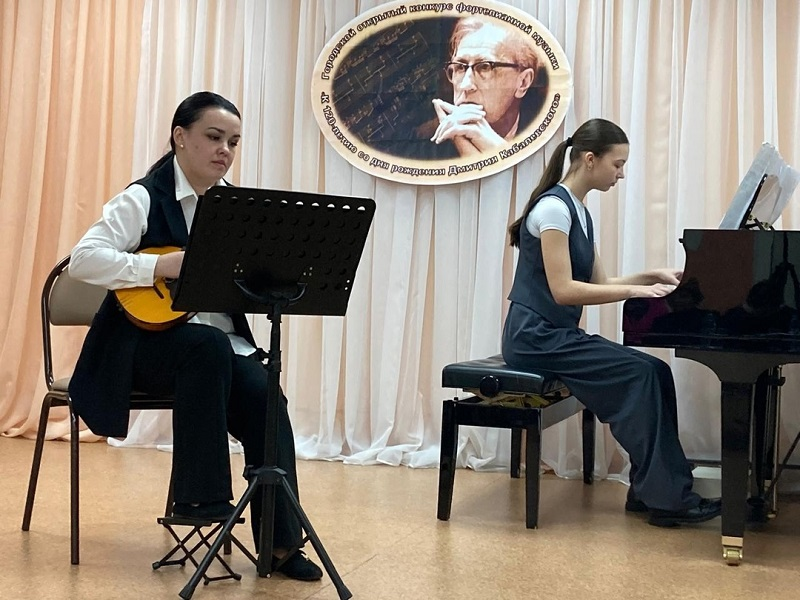 Городской открытый конкурс фортепианной музыки
К 120-летию со дня рождения Дмитрия Кабалевского»